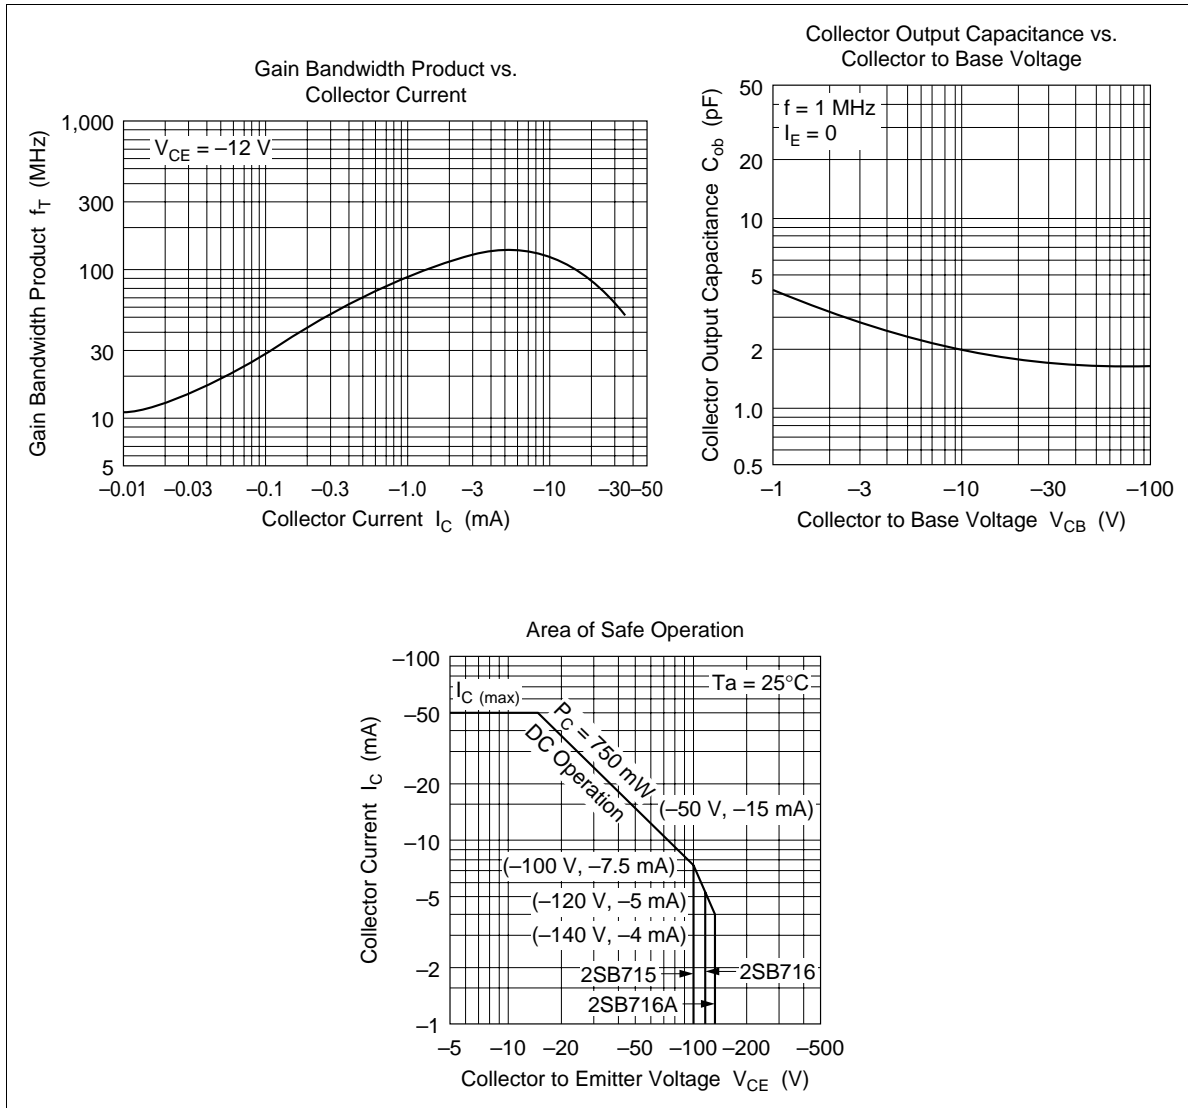 Gain Bandwidth Product vs.
Collector Current
1,000
300
100
30
10
5
Gain Bandwidth Product f_T (MHz)
V_CE = –12 V
–0.01 –0.03 –0.1 –0.3 –1.0 –3 –10 –30 –50
Collector Current I_C (mA)
Collector Output Capacitance vs.
Collector to Base Voltage
50
20
10
5
2
1.0
0.5
Collector Output Capacitance C_ob (pF)
f = 1 MHz
I_E = 0
–1 –3 –10 –30 –100
Collector to Base Voltage V_CB (V)
Area of Safe Operation
–100
–50
–20
–10
–5
–2
–1
Collector Current I_C (mA)
I_C (max)
Ta = 25°C
P_C = 750 mW
DC Operation
(–50 V, –15 mA)
(–100 V, –7.5 mA)
(–120 V, –5 mA)
(–140 V, –4 mA)
2SB715
2SB716
2SB716A
–5 –10 –20 –50 –100 –200 –500
Collector to Emitter Voltage V_CE (V)